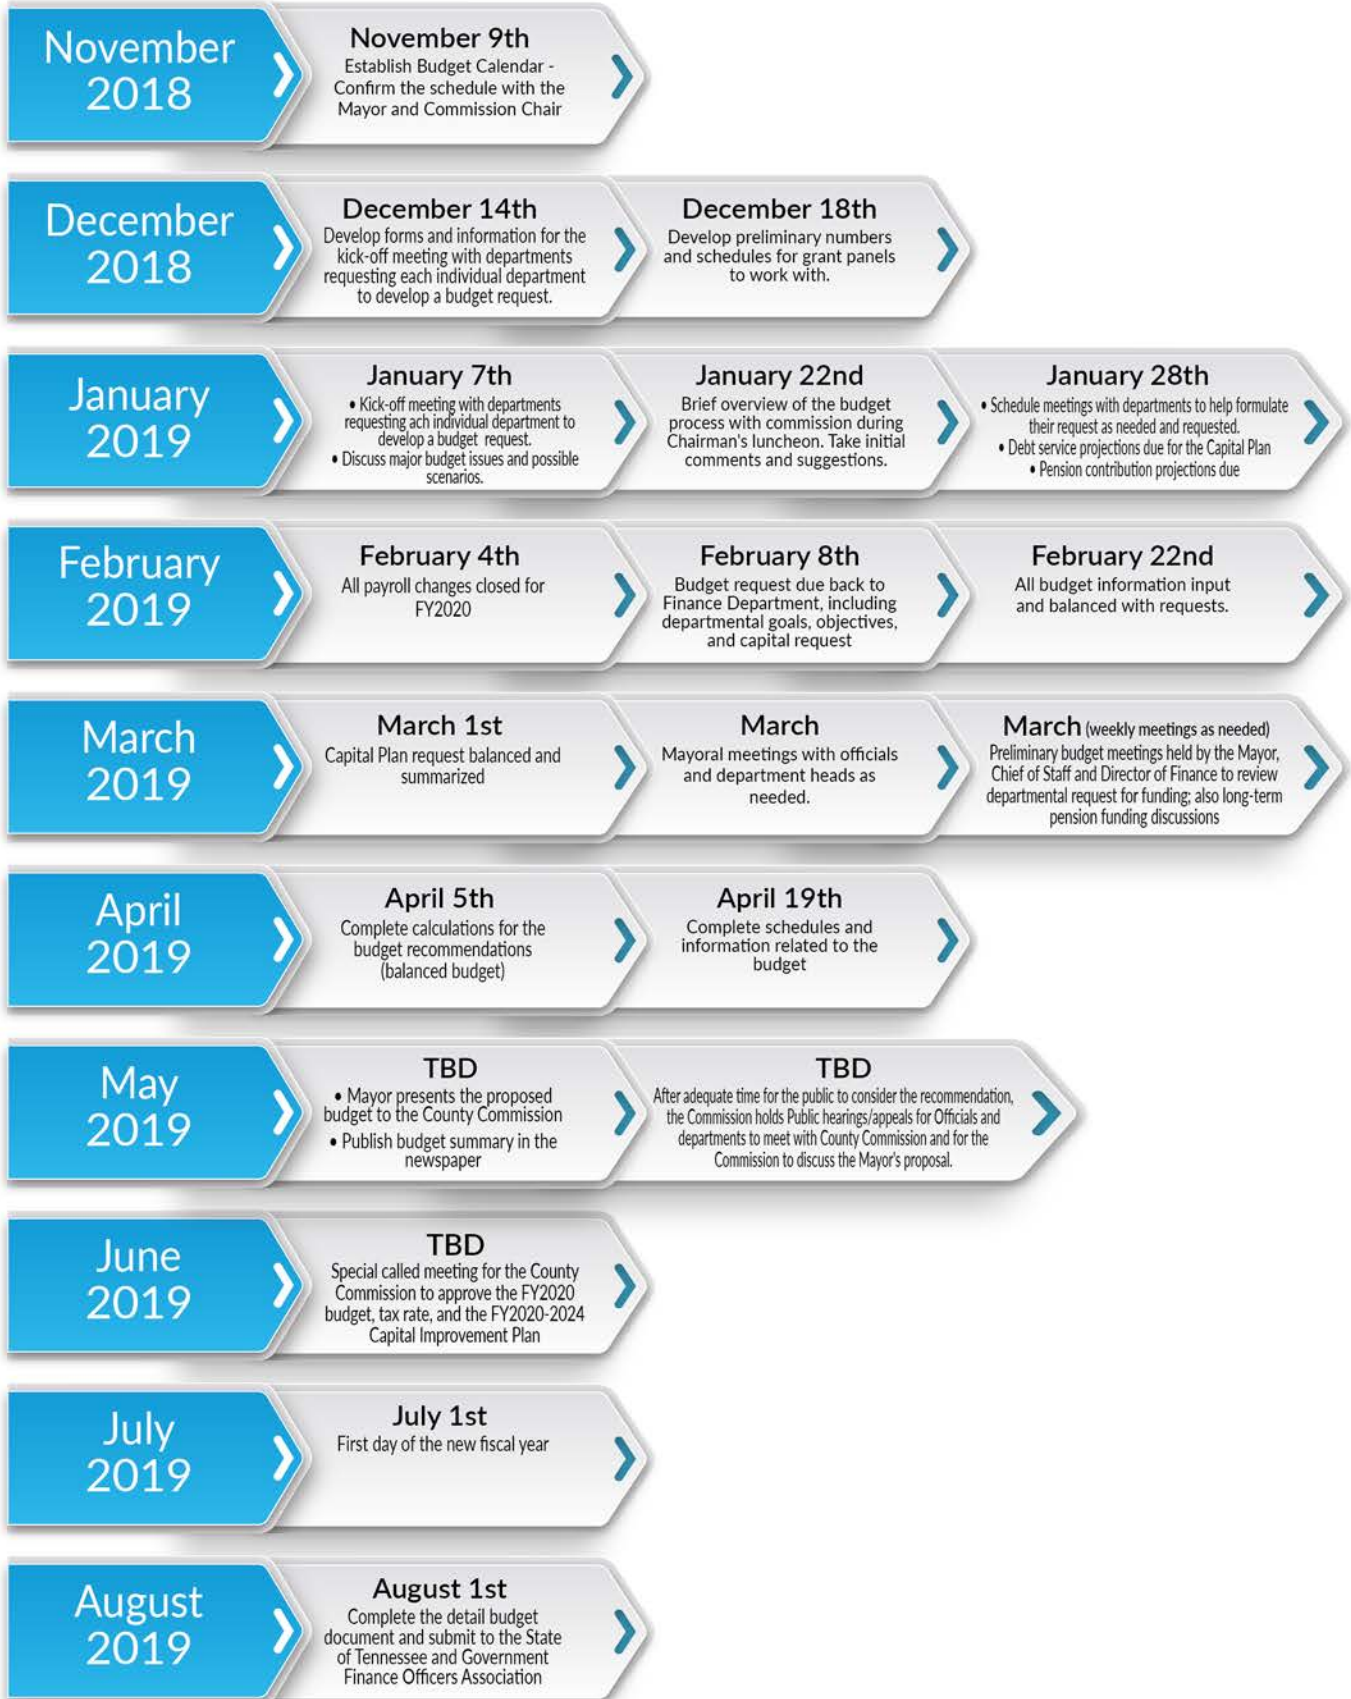 November
2018
November 9th
Establish Budget Calendar -
Confirm the schedule with the
Mayor and Commission Chair
December
2018
December 14th
Develop forms and information for the
kick-off meeting with departments
requesting each individual department
to develop a budget request.
December 18th
Develop preliminary numbers
and schedules for grant panels
to work with.
January
2019
January 7th
• Kick-off meeting with departments
requesting ach individual department to
develop a budget request.
• Discuss major budget issues and possible
scenarios.
January 22nd
Brief overview of the budget
process with commission during
Chairman's luncheon. Take initial
comments and suggestions.
January 28th
• Schedule meetings with departments to help formulate
their request as needed and requested.
• Debt service projections due for the Capital Plan
• Pension contribution projections due
February
2019
February 4th
All payroll changes closed for
FY2020
February 8th
Budget request due back to
Finance Department, including
departmental goals, objectives,
and capital request
February 22nd
All budget information input
and balanced with requests.
March
2019
March 1st
Capital Plan request balanced and
summarized
March
Mayoral meetings with officials
and department heads as
needed.
March (weekly meetings as needed)
Preliminary budget meetings held by the Mayor,
Chief of Staff and Director of Finance to review
departmental request for funding; also long-term
pension funding discussions
April
2019
April 5th
Complete calculations for the
budget recommendations
(balanced budget)
April 19th
Complete schedules and
information related to the
budget
May
2019
TBD
• Mayor presents the proposed
budget to the County Commission
• Publish budget summary in the
newspaper
TBD
After adequate time for the public to consider the recommendation,
the Commission holds Public hearings/appeals for Officials and
departments to meet with County Commission and for the
Commission to discuss the Mayor's proposal.
June
2019
TBD
Special called meeting for the County
Commission to approve the FY2020
budget, tax rate, and the FY2020-2024
Capital Improvement Plan
July
2019
July 1st
First day of the new fiscal year
August
2019
August 1st
Complete the detail budget
document and submit to the State
of Tennessee and Government
Finance Officers Association